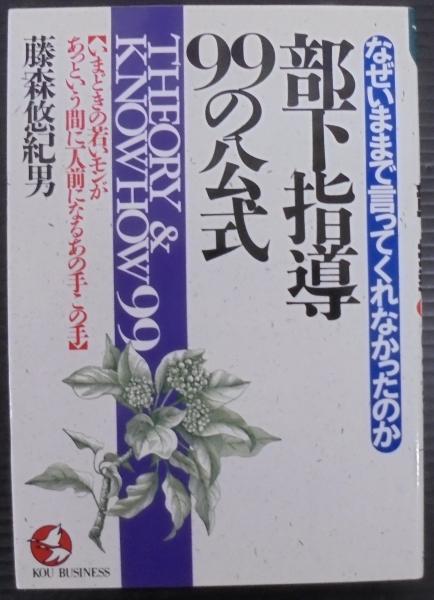 なぜいままで言ってくれなかったのか
部下指導
99の公式
THEORY &
KNOWHOW 99
【いまどきの若いモンが
あっという間に一人前になるあの手この手】
藤森悠紀男
KOU BUSINESS